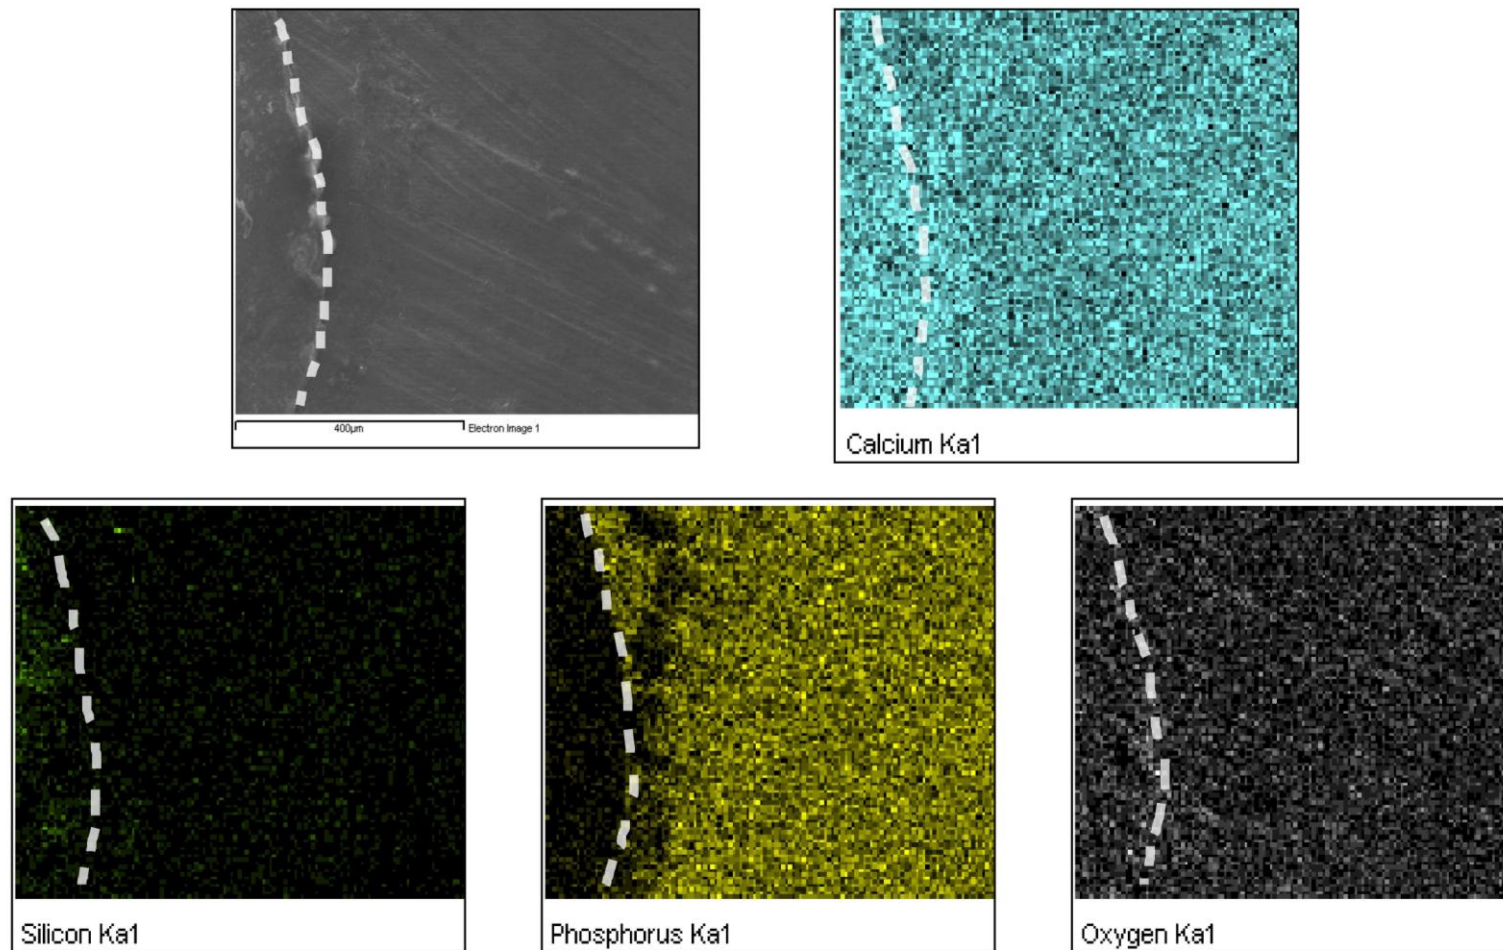 400µm
Electron Image 1
Calcium Ka1
Silicon Ka1
Phosphorus Ka1
Oxygen Ka1